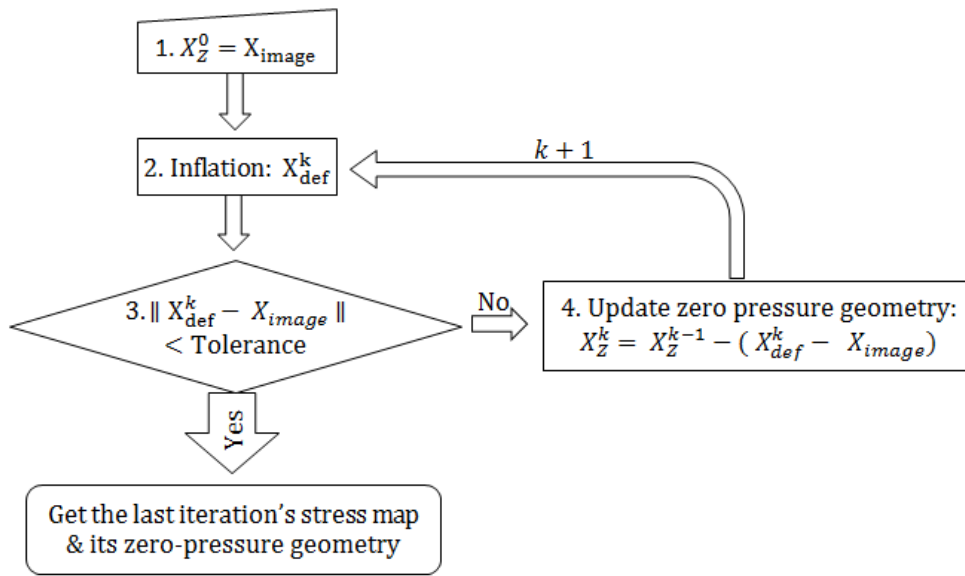 1. X_Z^0 = X_image
2. Inflation: X_def^k
k + 1
3. ‖ X_def^k − X_image ‖
< Tolerance
No
4. Update zero pressure geometry:
X_Z^k = X_Z^{k−1} − ( X_def^k − X_image)
Yes
Get the last iteration's stress map
& its zero-pressure geometry